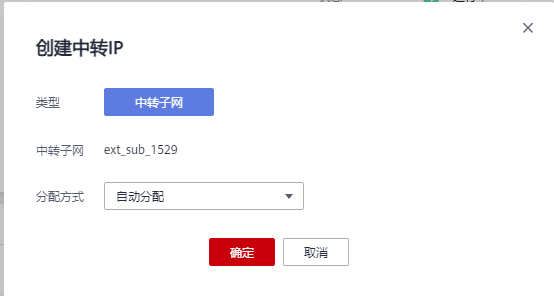 创建中转IP
类型 中转子网
中转子网 ext_sub_1529
分配方式 自动分配
确定 取消